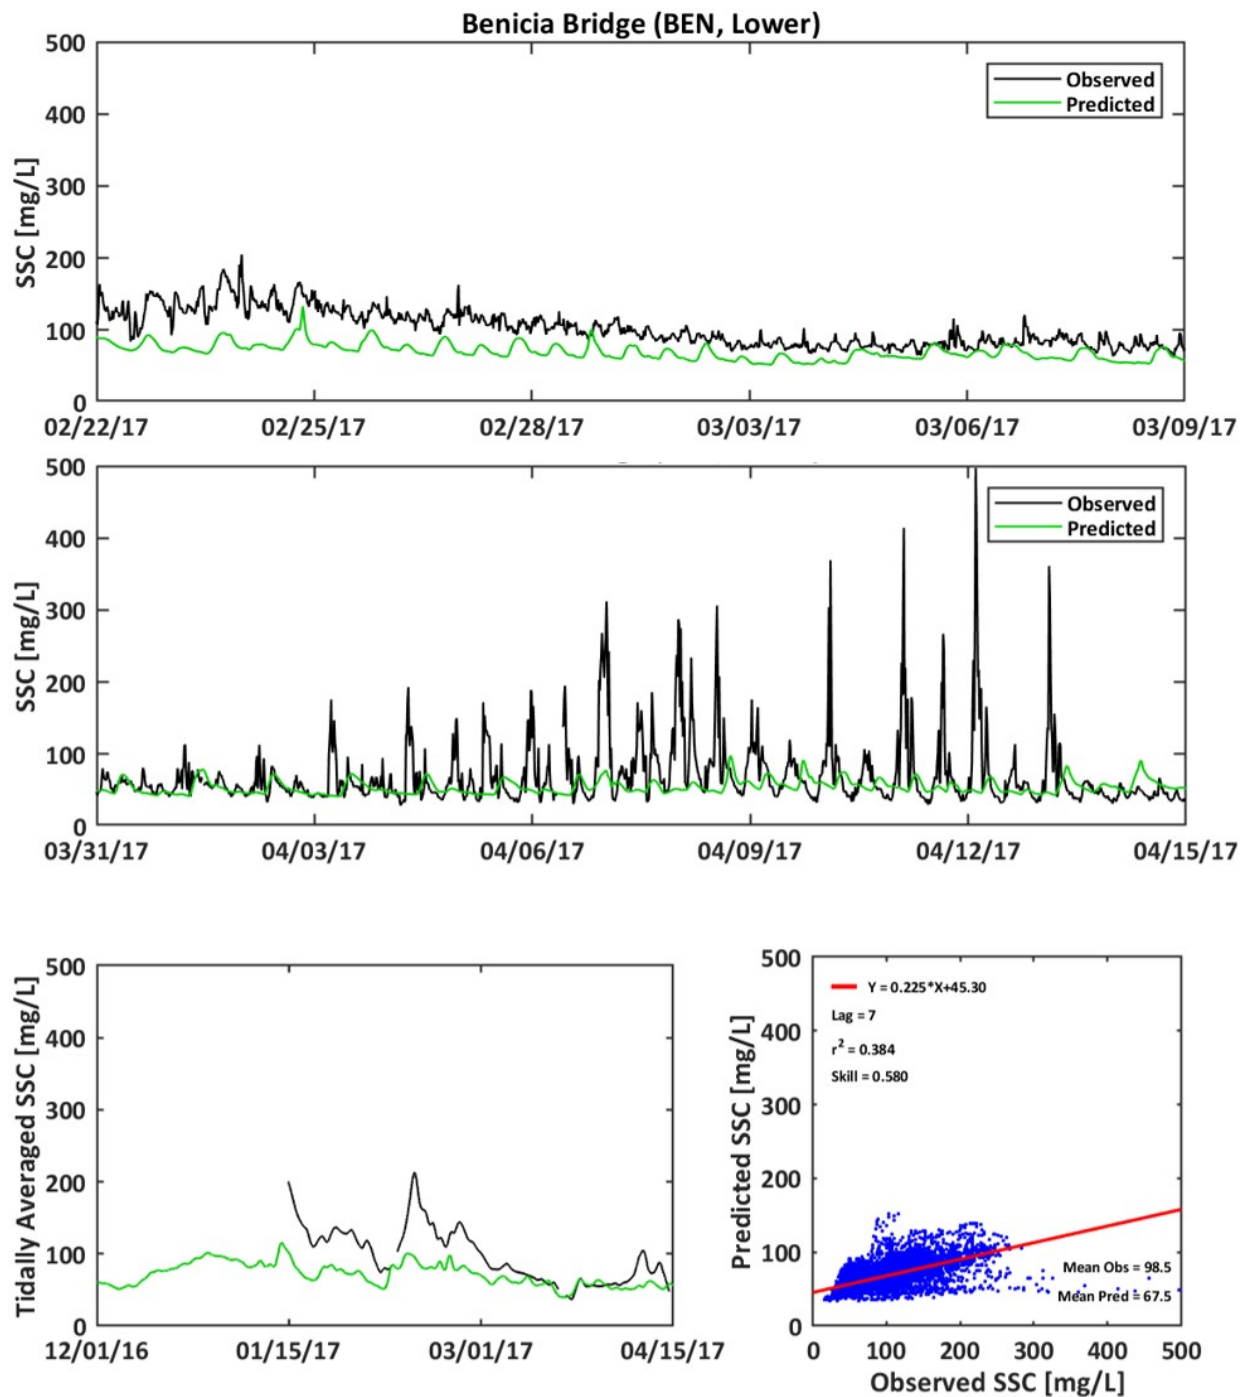 Benicia Bridge (BEN, Lower)
SSC [mg/L]
500
400
300
200
100
0
Observed
Predicted
02/22/17 02/25/17 02/28/17 03/03/17 03/06/17 03/09/17
SSC [mg/L]
500
400
300
200
100
0
Observed
Predicted
03/31/17 04/03/17 04/06/17 04/09/17 04/12/17 04/15/17
Tidally Averaged SSC [mg/L]
500
400
300
200
100
0
12/01/16 01/15/17 03/01/17 04/15/17
Predicted SSC [mg/L]
500
400
300
200
100
0
Y = 0.225*X+45.30
Lag = 7
r² = 0.384
Skill = 0.580
Mean Obs = 98.5
Mean Pred = 67.5
0 100 200 300 400 500
Observed SSC [mg/L]